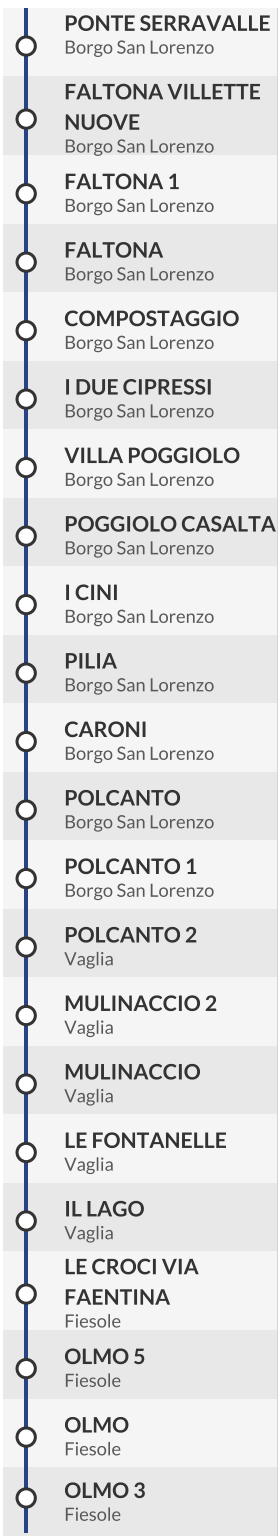 PONTE SERRAVALLE
Borgo San Lorenzo
FALTONA VILLETTE
NUOVE
Borgo San Lorenzo
FALTONA 1
Borgo San Lorenzo
FALTONA
Borgo San Lorenzo
COMPOSTAGGIO
Borgo San Lorenzo
I DUE CIPRESSI
Borgo San Lorenzo
VILLA POGGIOLO
Borgo San Lorenzo
POGGIOLO CASALTA
Borgo San Lorenzo
I CINI
Borgo San Lorenzo
PILIA
Borgo San Lorenzo
CARONI
Borgo San Lorenzo
POLCANTO
Borgo San Lorenzo
POLCANTO 1
Borgo San Lorenzo
POLCANTO 2
Vaglia
MULINACCIO 2
Vaglia
MULINACCIO
Vaglia
LE FONTANELLE
Vaglia
IL LAGO
Vaglia
LE CROCI VIA
FAENTINA
Fiesole
OLMO 5
Fiesole
OLMO
Fiesole
OLMO 3
Fiesole